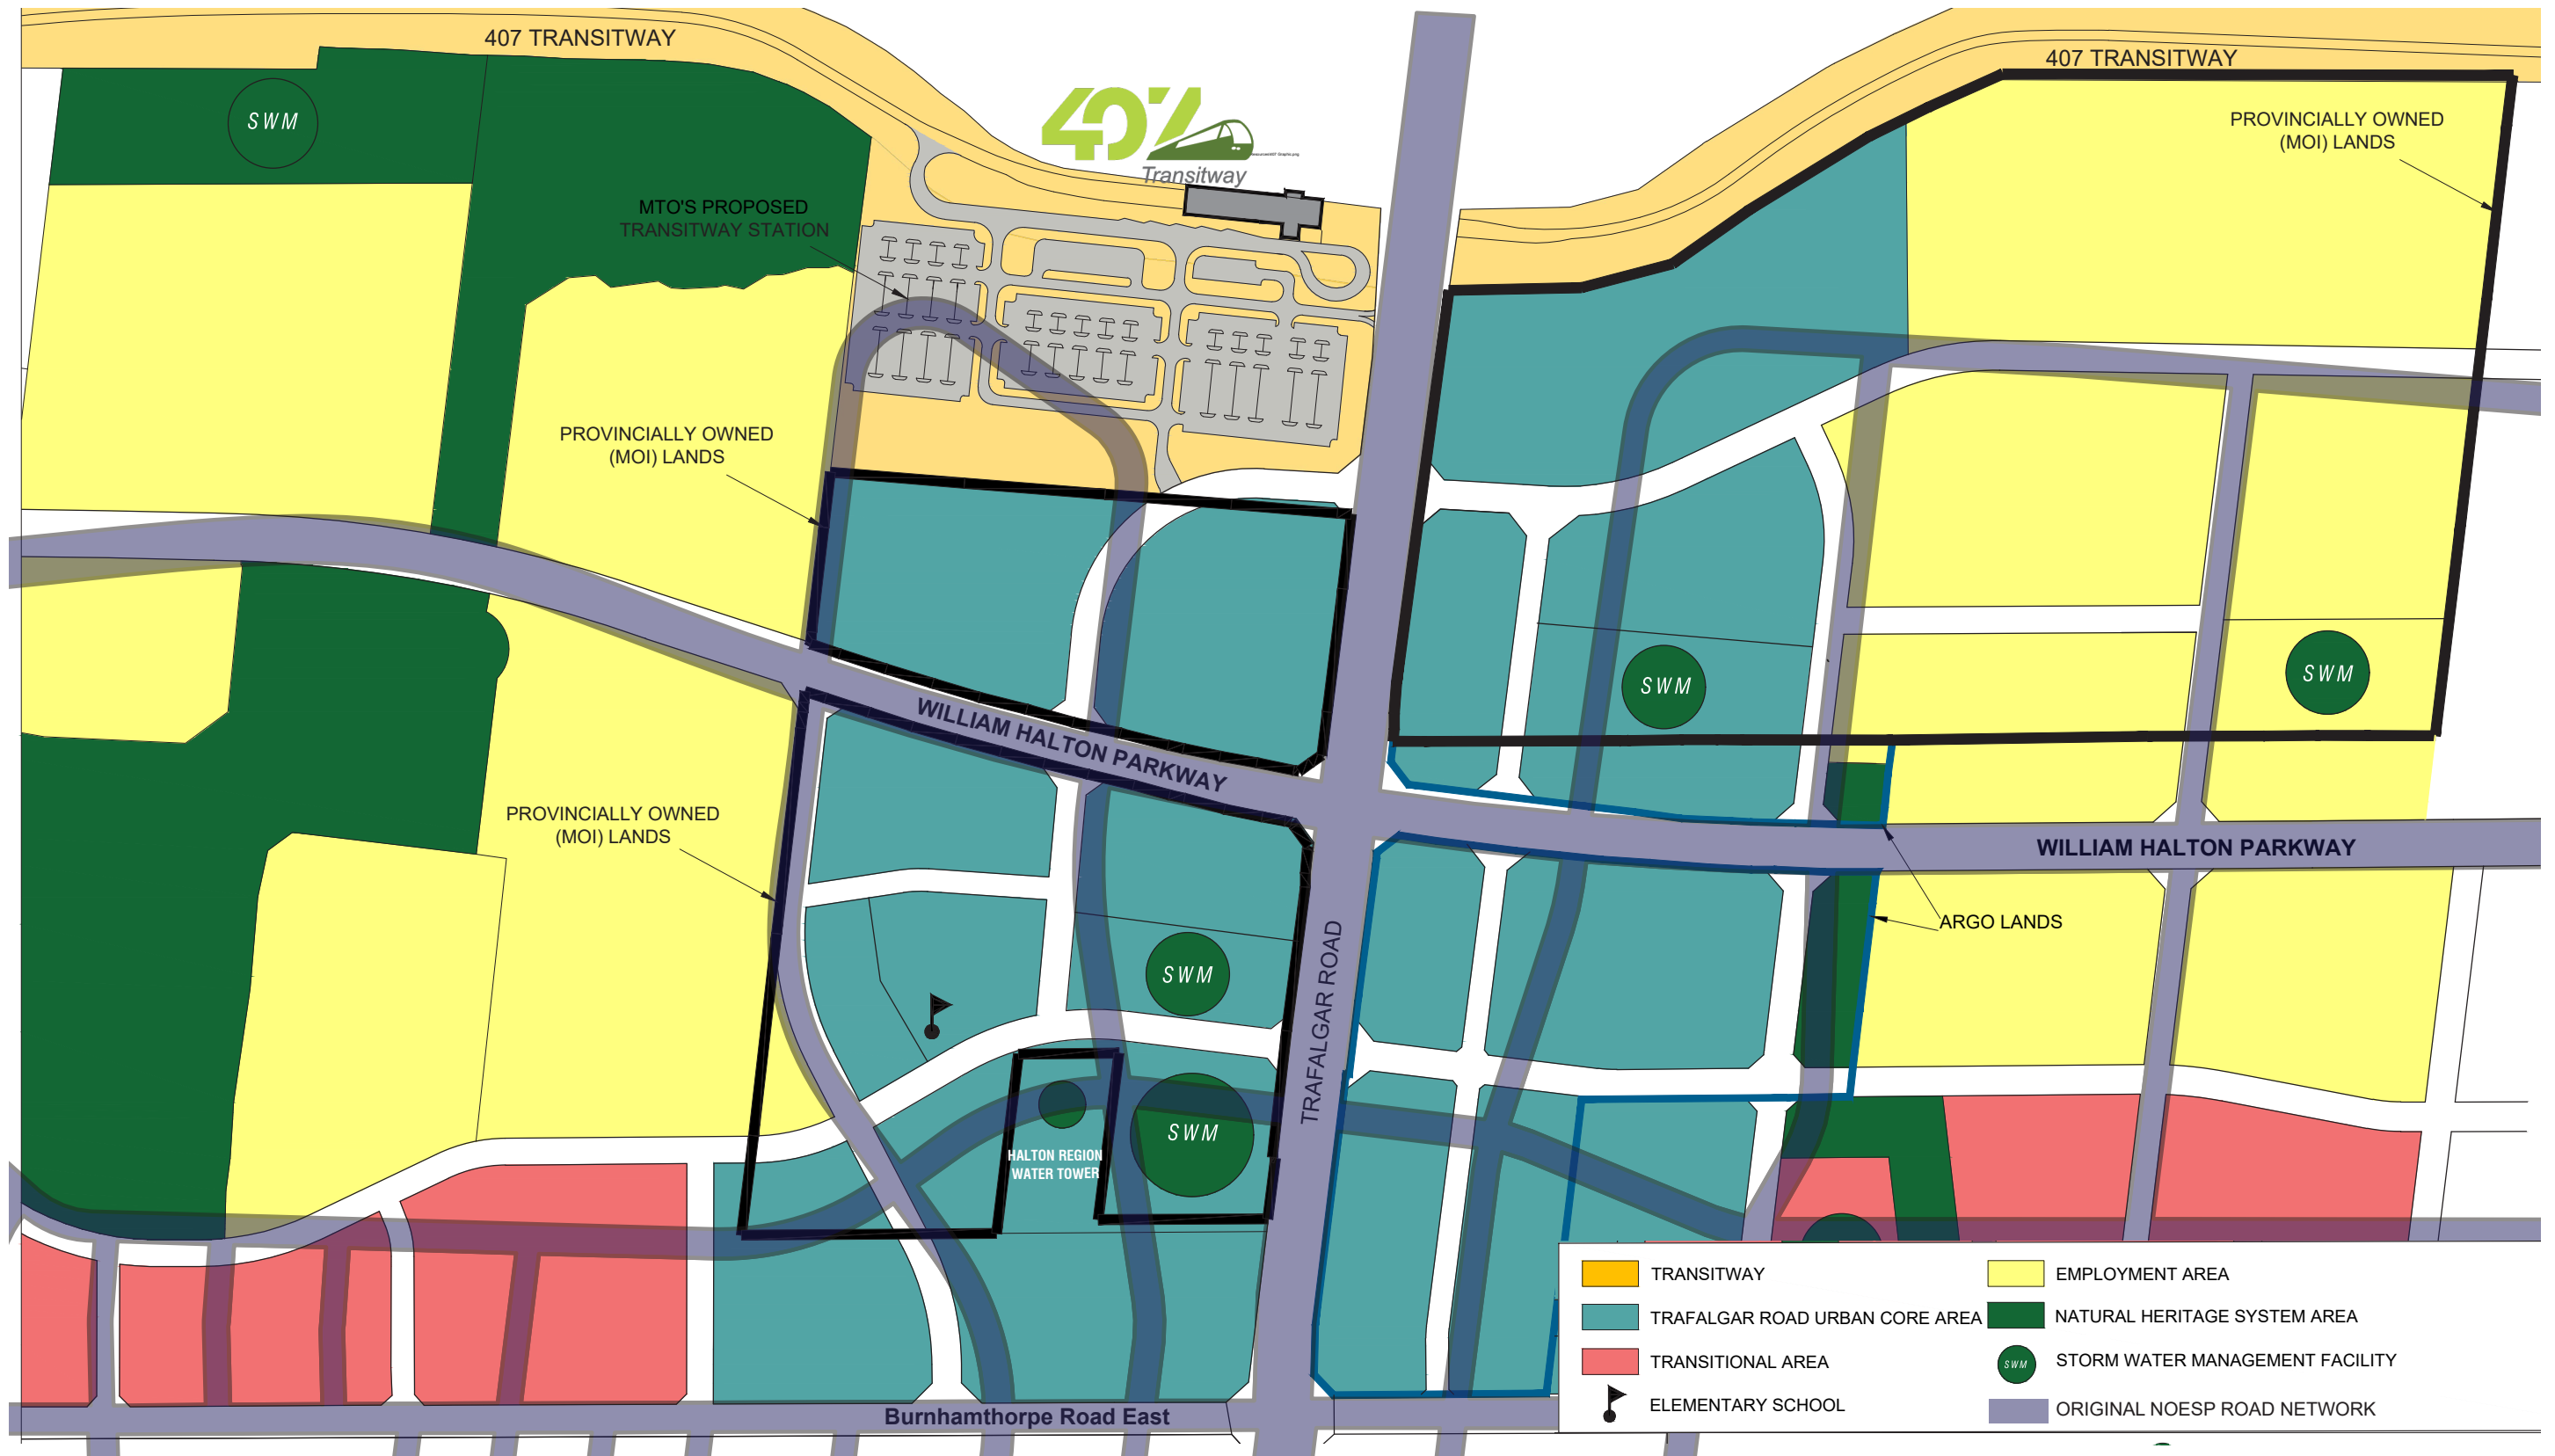 407 TRANSITWAY
407 TRANSITWAY
407
Transitway
SWM
PROVINCIALLY OWNED
(MOI) LANDS
MTO'S PROPOSED
TRANSITWAY STATION
PROVINCIALLY OWNED
(MOI) LANDS
SWM
SWM
WILLIAM HALTON PARKWAY
PROVINCIALLY OWNED
(MOI) LANDS
WILLIAM HALTON PARKWAY
ARGO LANDS
SWM
TRAFALGAR ROAD
SWM
HALTON REGION
WATER TOWER
TRANSITWAY
EMPLOYMENT AREA
TRAFALGAR ROAD URBAN CORE AREA
NATURAL HERITAGE SYSTEM AREA
TRANSITIONAL AREA
SWM
STORM WATER MANAGEMENT FACILITY
ELEMENTARY SCHOOL
ORIGINAL NOESP ROAD NETWORK
Burnhamthorpe Road East